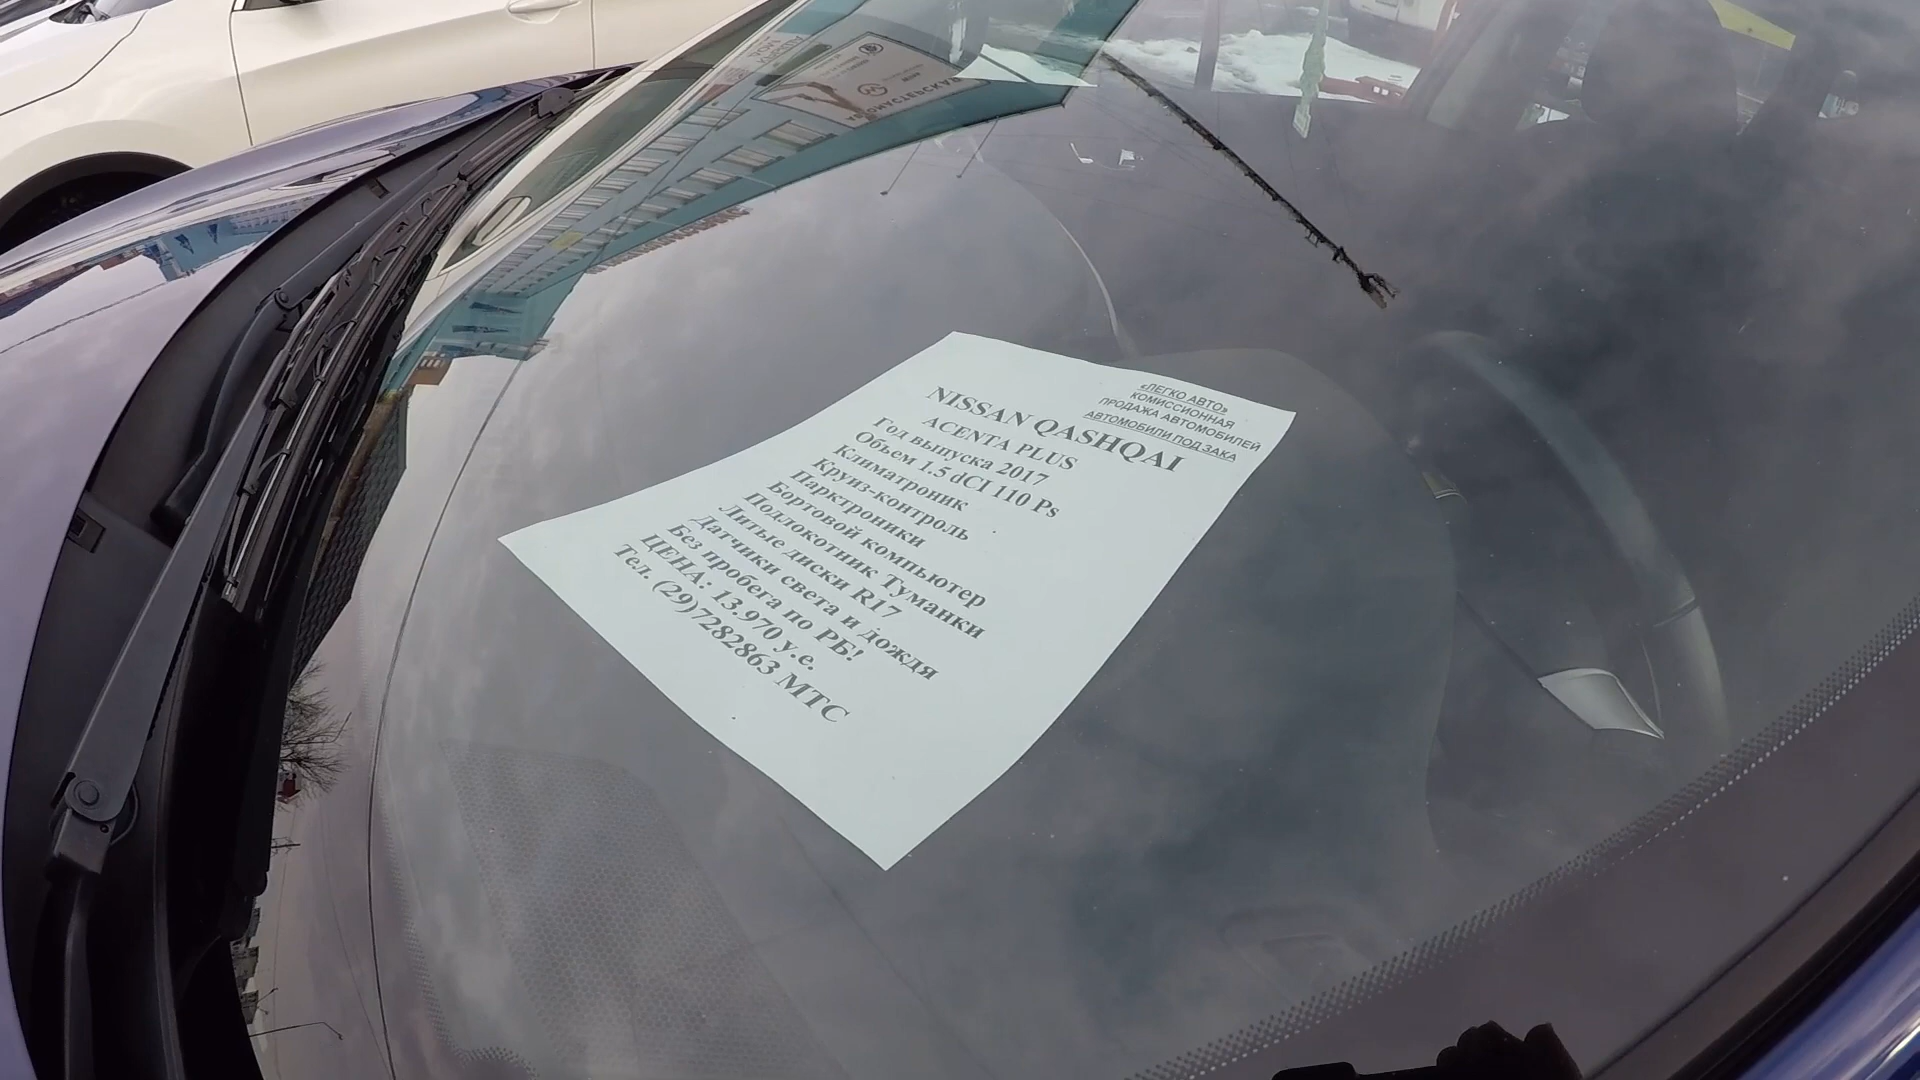 «ЛЕГКО АВТО»
КОМИССИОННАЯ
ПРОДАЖА АВТОМОБИЛЕЙ
АВТОМОБИЛИ ПОД ЗАКА
NISSAN QASHQAI
ACENTA PLUS
Год выпуска 2017
Объем 1.5 dCI 110 Ps
Климатроник
Круиз-контроль
Парктроники
Бортовой компьютер
Подлокотник Туманки
Литые диски R17
Датчики света и дождя
Без пробега по РБ!
ЦЕНА: 13.970 у.е.
Тел. (29)7282863 МТС